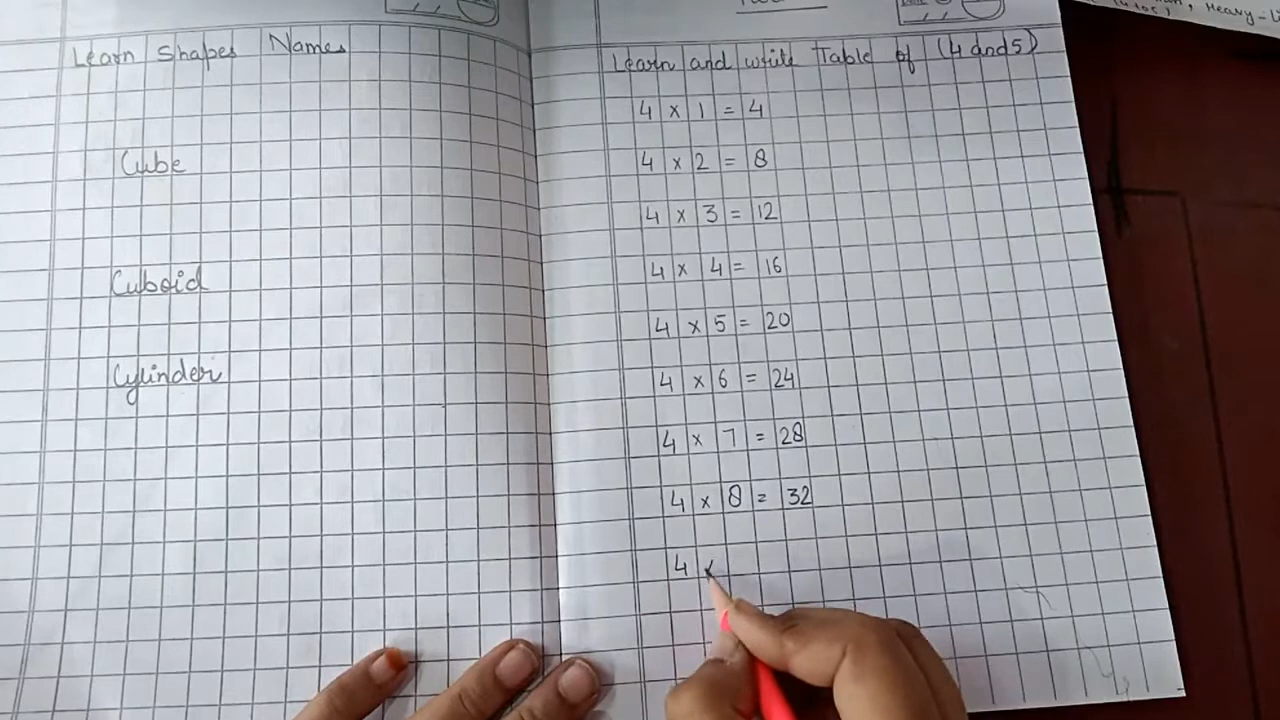 Learn Shapes Names
Cube
Cuboid
Cylinder
Learn and write Table of (4 and 5)
4 × 1 = 4
4 × 2 = 8
4 × 3 = 12
4 × 4 = 16
4 × 5 = 20
4 × 6 = 24
4 × 7 = 28
4 × 8 = 32
4
Heavy-Li